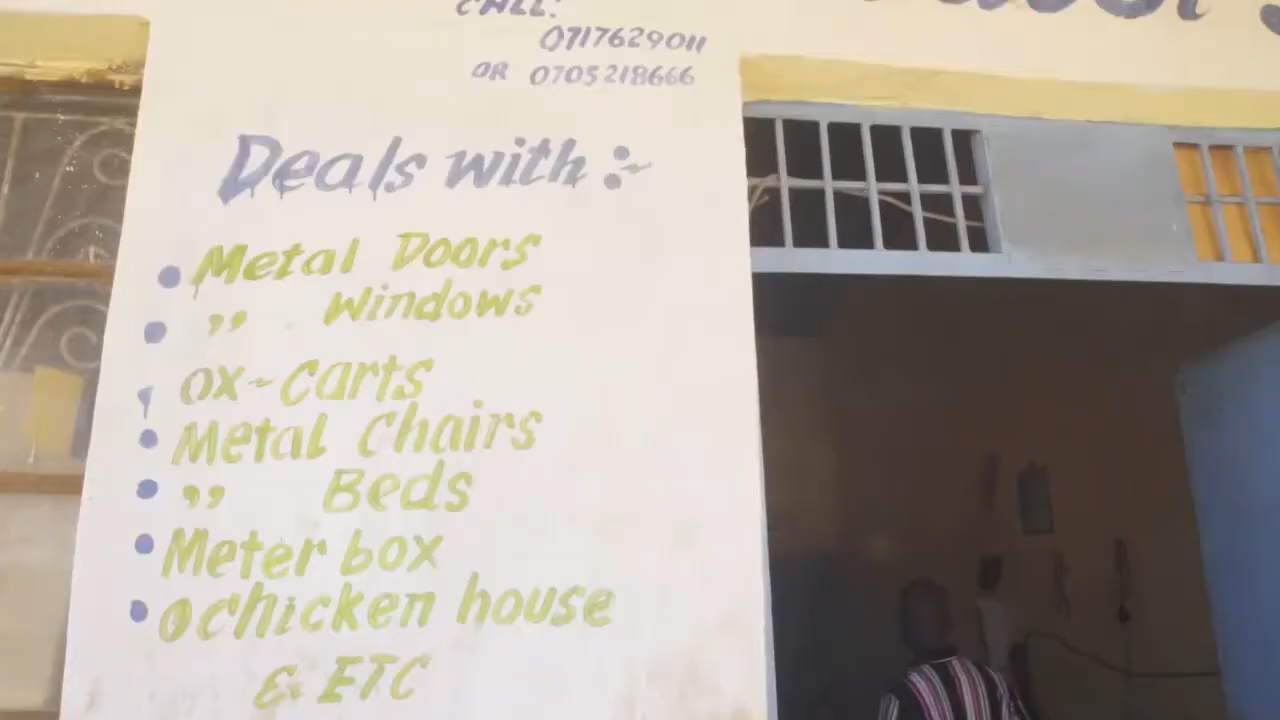 CALL:
0717629011
OR 0705218666
Deals with :~
• Metal Doors
• ,, Windows
• OX~Carts
• Metal Chairs
• ,, Beds
• Meter box
• Ochicken house
& ETC